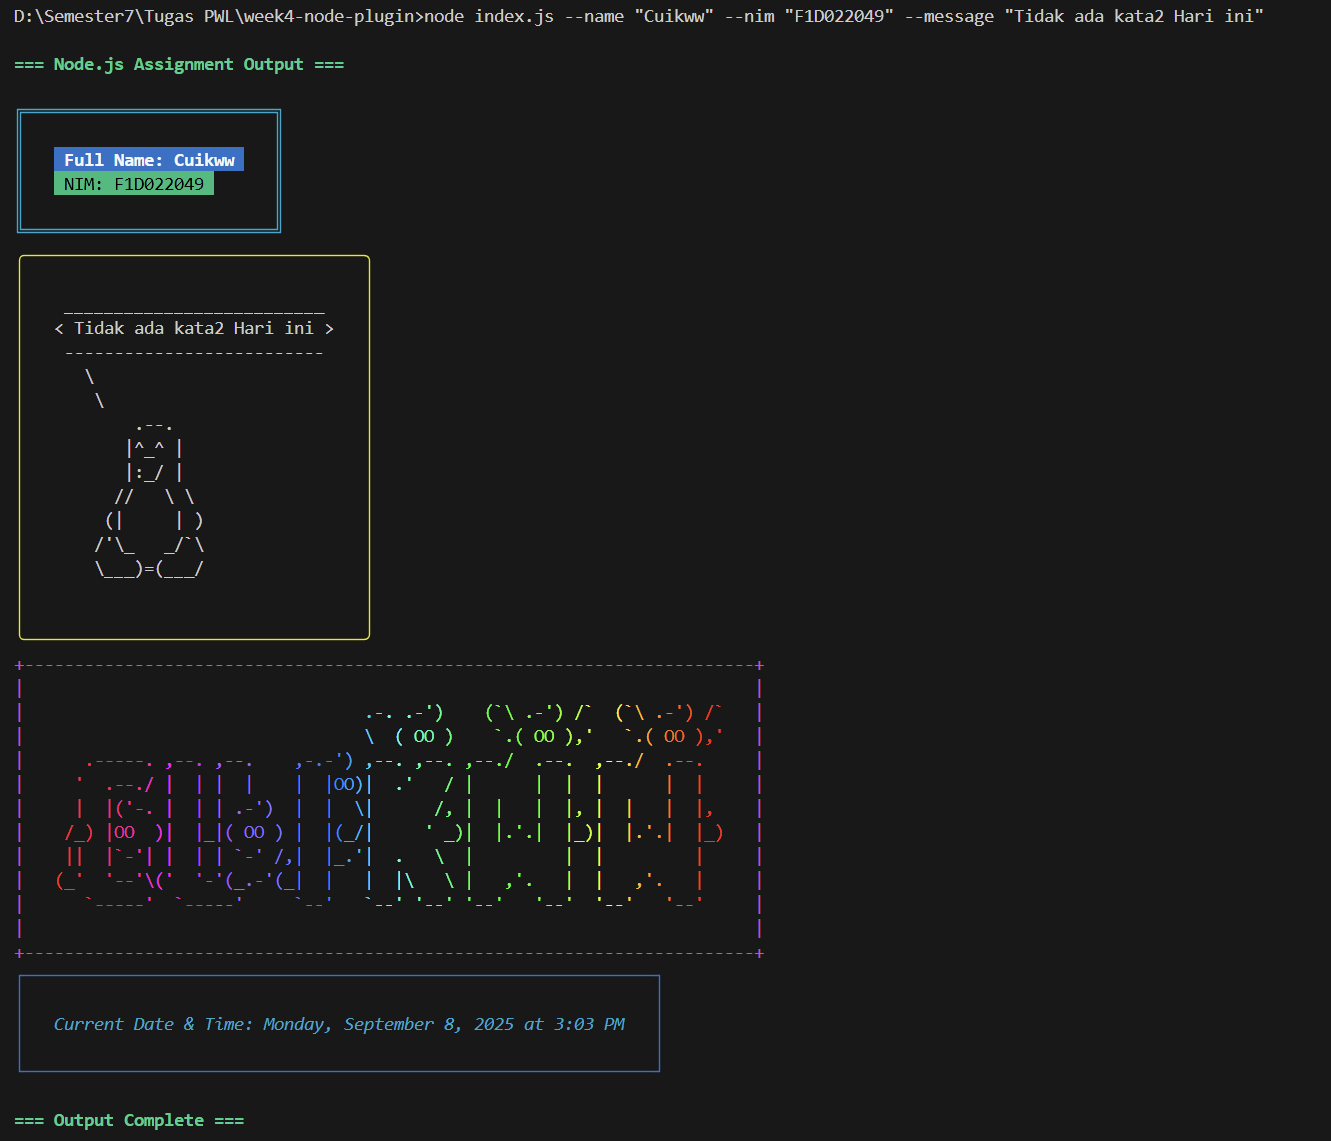 D:\Semester7\Tugas PWL\week4-node-plugin>node index.js --name "Cuikww" --nim "F1D022049" --message "Tidak ada kata2 Hari ini"
=== Node.js Assignment Output ===
Full Name: Cuikww
NIM: F1D022049
< Tidak ada kata2 Hari ini >
CUIKWW
Current Date & Time: Monday, September 8, 2025 at 3:03 PM
=== Output Complete ===